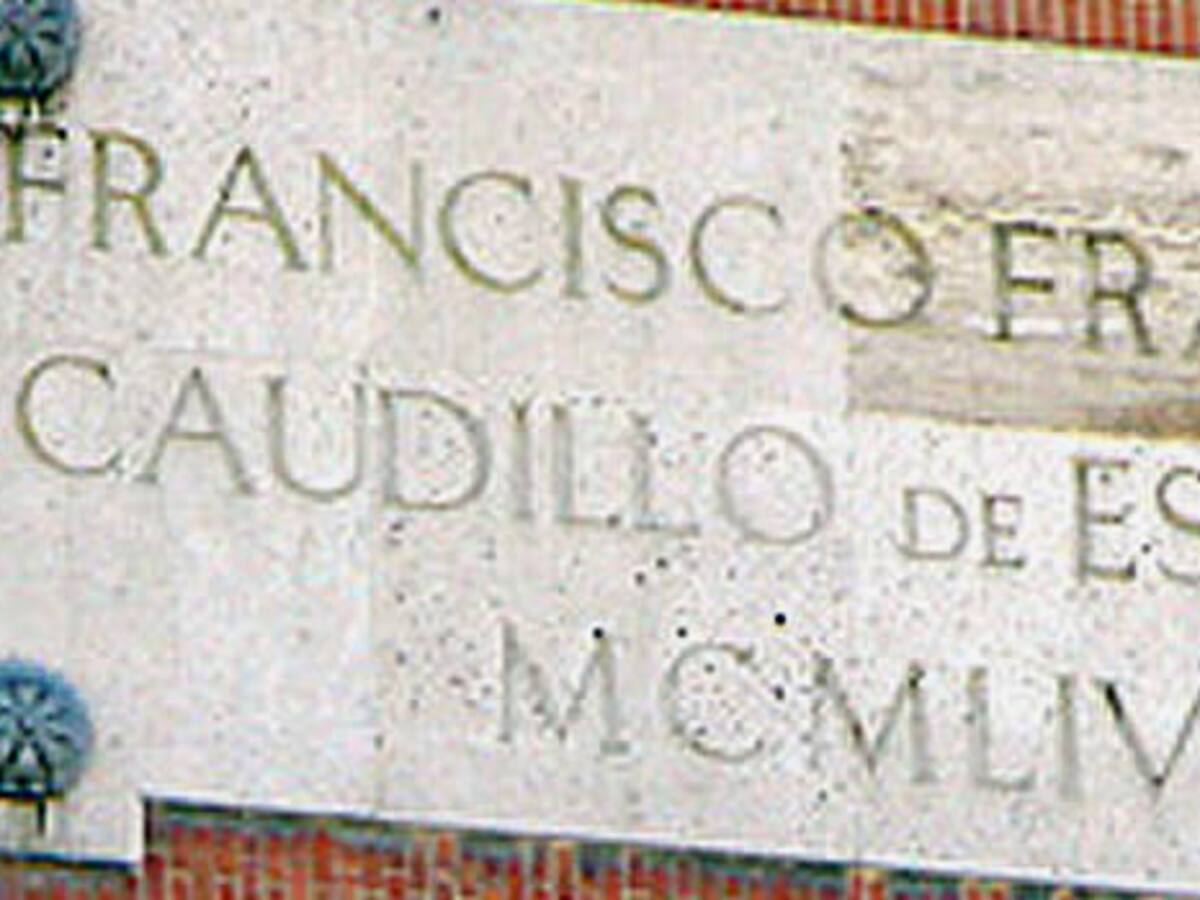 FRANCISCO FRA
CAUDILLO DE ES
MCMLIV